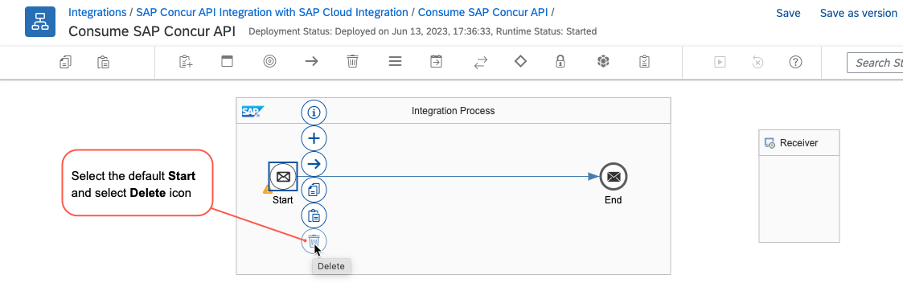 Integrations / SAP Concur API Integration with SAP Cloud Integration / Consume SAP Concur API /
Save Save as version
Consume SAP Concur API Deployment Status: Deployed on Jun 13, 2023, 17:36:33, Runtime Status: Started
Search St
SAP Integration Process
Receiver
Select the default Start
and select Delete icon
Start
End
Delete